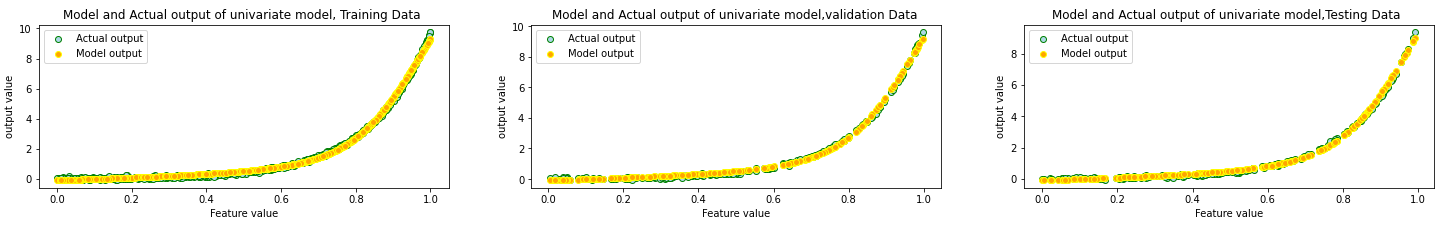 Model and Actual output of univariate model, Training Data
Actual output
Model output
output value
10
8
6
4
2
0
0.0 0.2 0.4 0.6 0.8 1.0
Feature value
Model and Actual output of univariate model,validation Data
Actual output
Model output
output value
10
8
6
4
2
0
0.0 0.2 0.4 0.6 0.8 1.0
Feature value
Model and Actual output of univariate model,Testing Data
Actual output
Model output
output value
8
6
4
2
0
0.0 0.2 0.4 0.6 0.8 1.0
Feature value